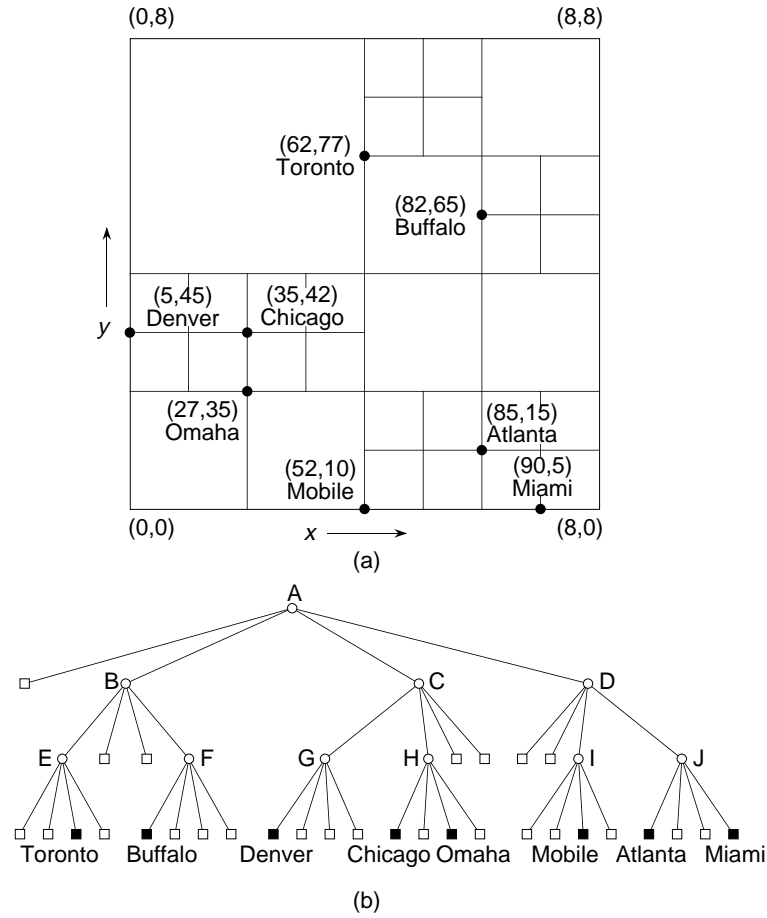 (0,8) (8,8)
(62,77)
Toronto
(82,65)
Buffalo
(5,45) (35,42)
Denver Chicago
y
(27,35) (85,15)
Omaha Atlanta
(52,10) (90,5)
Mobile Miami
(0,0) x (8,0)
(a)
A
B C D
E F G H I J
Toronto Buffalo Denver Chicago Omaha Mobile Atlanta Miami
(b)